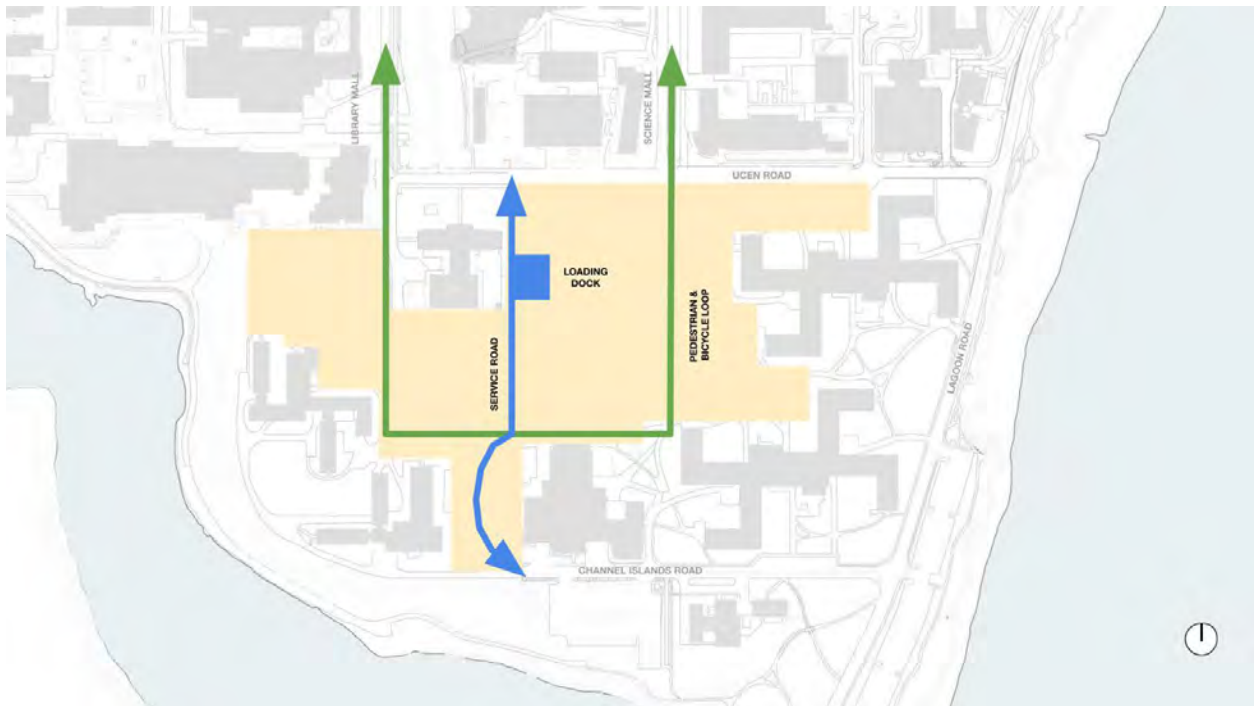 LIBRARY MALL
SCIENCE MALL
UCEN ROAD
LOADING
DOCK
PEDESTRIAN &
BICYCLE LOOP
SERVICE ROAD
LAGOON ROAD
CHANNEL ISLANDS ROAD